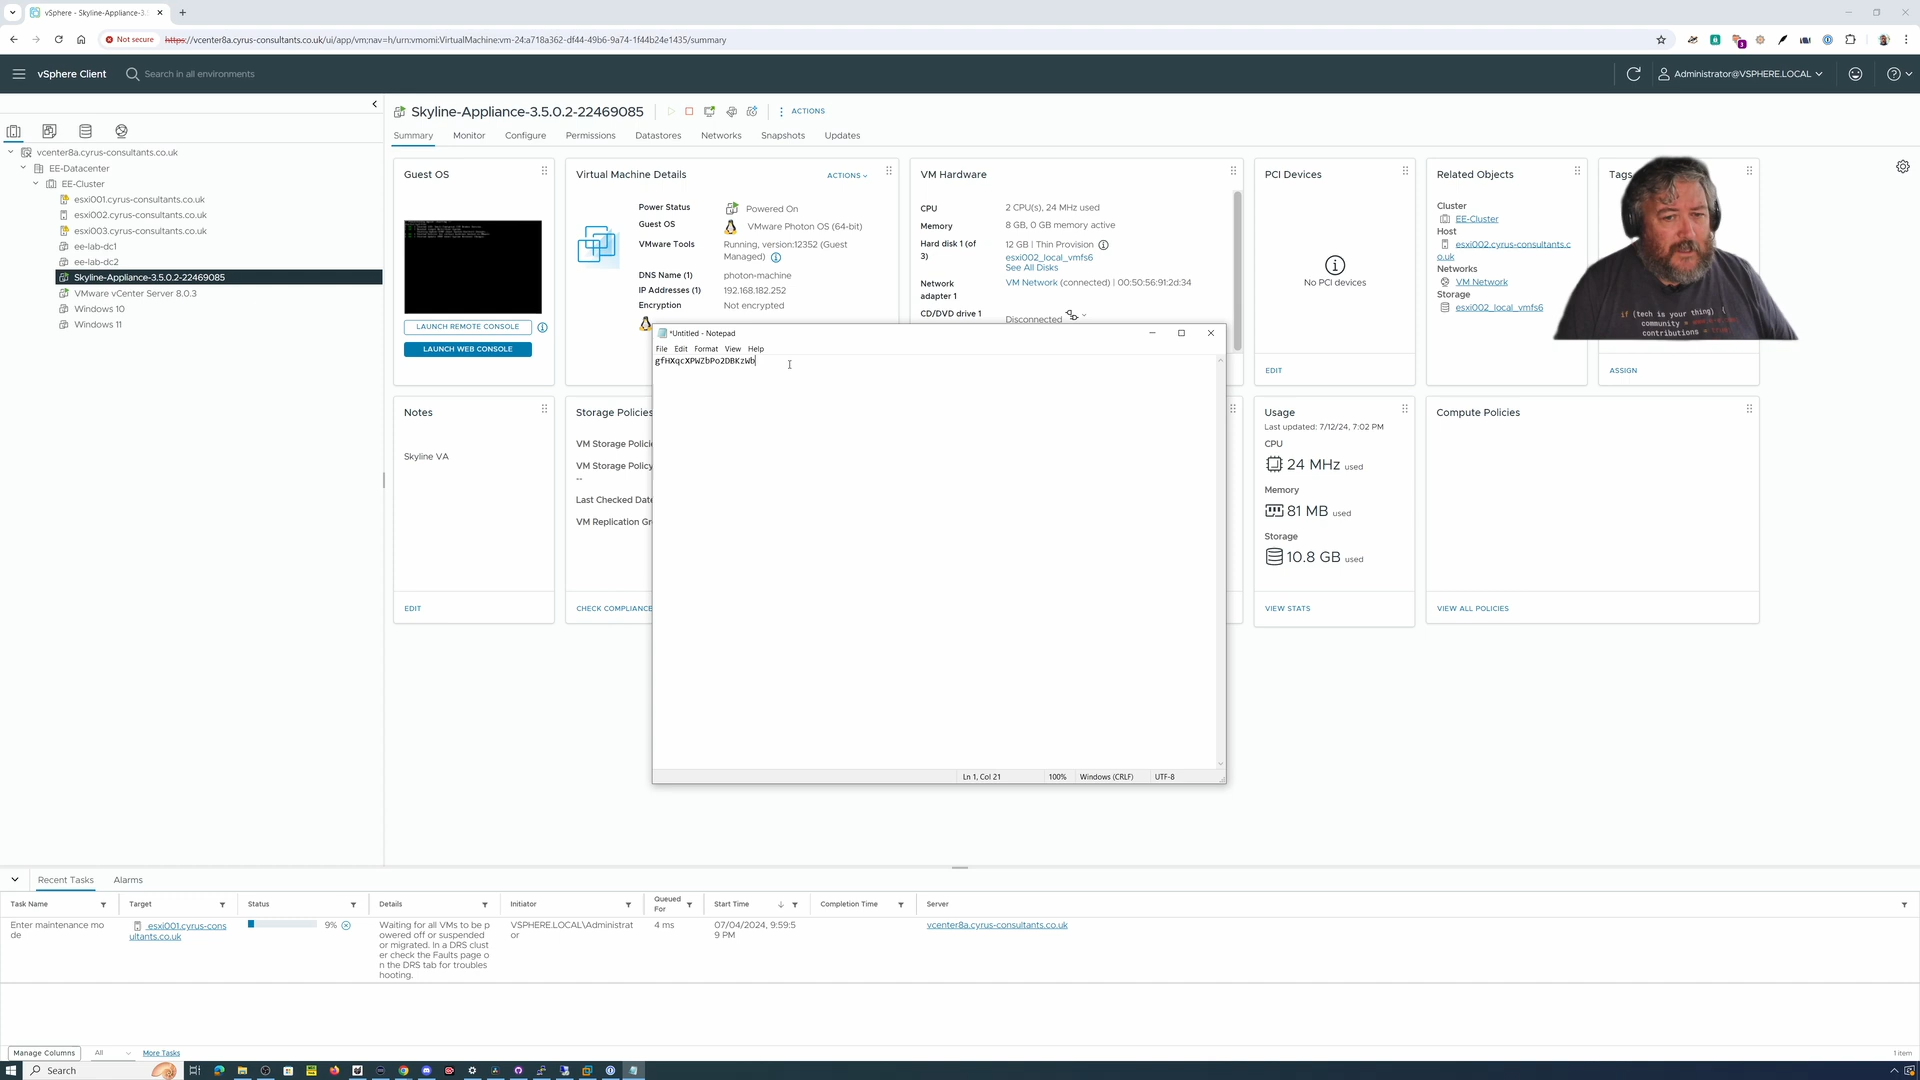 vSphere - Skyline-Appliance-3.
Not secure
https://vcenter8a.cyrus-consultants.co.uk/ui/app/vm;nav=h/urn:vmomi:VirtualMachine:vm-24:a718a362-df44-49b6-9a74-1f44b24e1435/summary
3
vSphere Client
Search in all environments
Administrator@VSPHERE.LOCAL
Skyline-Appliance-3.5.0.2-22469085
ACTIONS
Summary
Monitor
Configure
Permissions
Datastores
Networks
Snapshots
Updates
vcenter8a.cyrus-consultants.co.uk
EE-Datacenter
EE-Cluster
esxi001.cyrus-consultants.co.uk
esxi002.cyrus-consultants.co.uk
esxi003.cyrus-consultants.co.uk
ee-lab-dc1
ee-lab-dc2
Skyline-Appliance-3.5.0.2-22469085
VMware vCenter Server 8.0.3
Windows 10
Windows 11
Guest OS
LAUNCH REMOTE CONSOLE
LAUNCH WEB CONSOLE
Virtual Machine Details
ACTIONS
Power Status
Powered On
Guest OS
VMware Photon OS (64-bit)
VMware Tools
Running, version:12352 (Guest
Managed)
DNS Name (1)
photon-machine
IP Addresses (1)
192.168.182.252
Encryption
Not encrypted
VM Hardware
CPU
2 CPU(s), 24 MHz used
Memory
8 GB, 0 GB memory active
Hard disk 1 (of
3)
12 GB | Thin Provision
esxi002_local_vmfs6
See All Disks
Network
adapter 1
VM Network (connected) | 00:50:56:91:2d:34
CD/DVD drive 1
Disconnected
PCI Devices
No PCI devices
EDIT
Related Objects
Cluster
EE-Cluster
Host
esxi002.cyrus-consultants.c
o.uk
Networks
VM Network
Storage
esxi002_local_vmfs6
Tags
ASSIGN
if (tech is your thing) {
community =
contributions =
*Untitled - Notepad
File Edit Format View Help
gfHXqcXPWZbPo2DBKzWb
Ln 1, Col 21
100%
Windows (CRLF)
UTF-8
Notes
Skyline VA
EDIT
Storage Policies
VM Storage Polici
VM Storage Policy
--
Last Checked Date
VM Replication Gr
CHECK COMPLIANCE
Usage
Last updated: 7/12/24, 7:02 PM
CPU
24 MHz used
Memory
81 MB used
Storage
10.8 GB used
VIEW STATS
Compute Policies
VIEW ALL POLICIES
Recent Tasks
Alarms
Task Name
Target
Status
Details
Initiator
Queued
For
Start Time
Completion Time
Server
Enter maintenance mo
de
esxi001.cyrus-cons
ultants.co.uk
9%
Waiting for all VMs to be p
owered off or suspended
or migrated. In a DRS clus
ter check the Faults page o
n the DRS tab for troubles
hooting.
VSPHERE.LOCAL\Administrat
or
4 ms
07/04/2024, 9:59:5
9 PM
vcenter8a.cyrus-consultants.co.uk
Manage Columns
All
More Tasks
1 item
Search